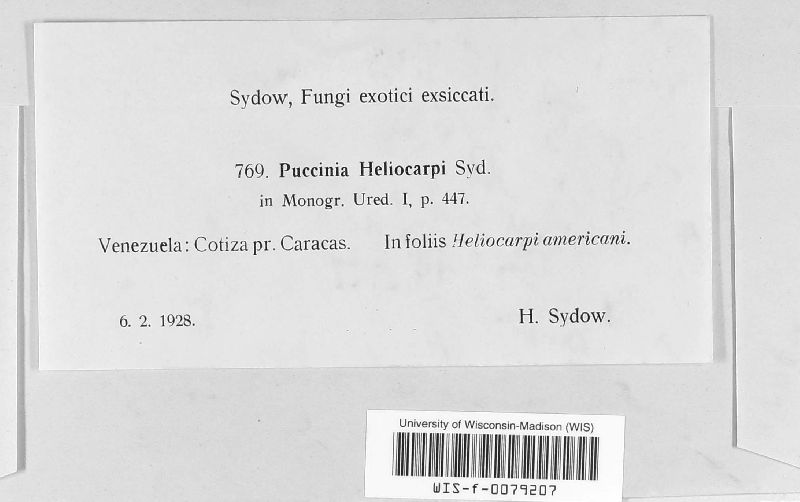 Sydow, Fungi exotici exsiccati.
769. Puccinia Heliocarpi Syd.
in Monogr. Ured. I, p. 447.
Venezuela: Cotiza pr. Caracas. In foliis Heliocarpi americani.
6. 2. 1928. H. Sydow.
University of Wisconsin-Madison (WIS)
WIS-f-0079207